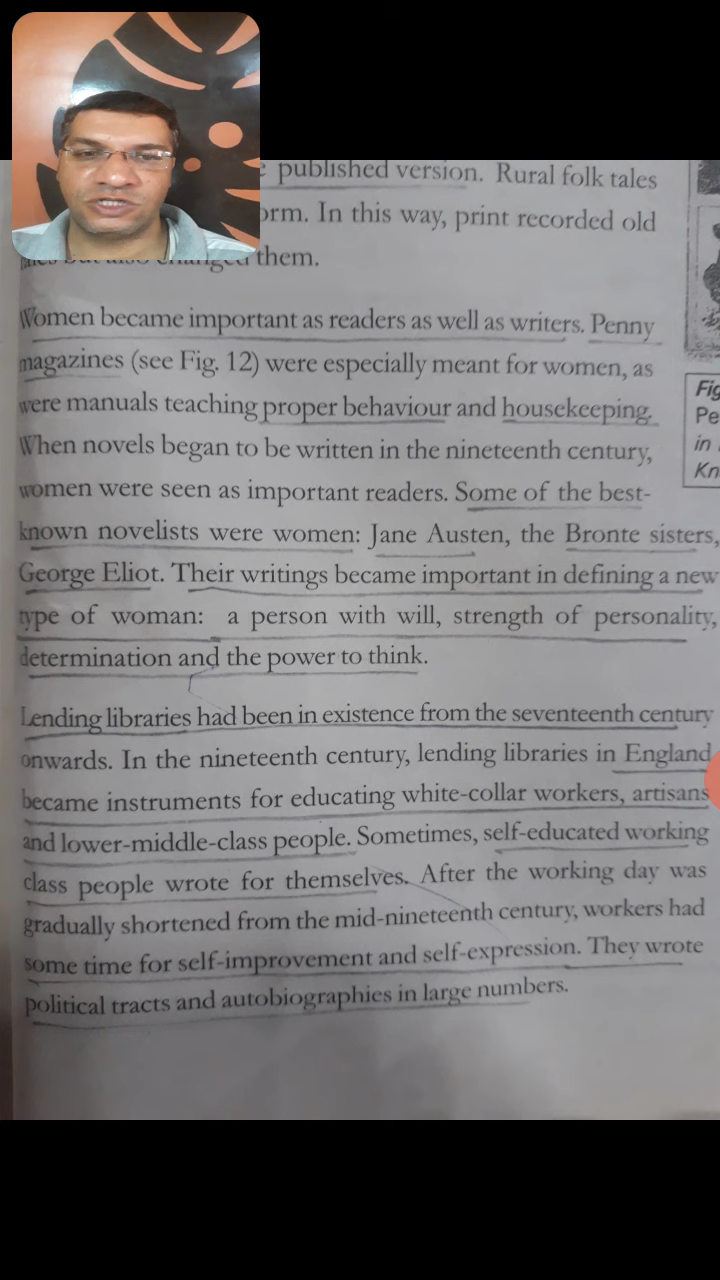 published version. Rural folk tales
orm. In this way, print recorded old
tales but also changed them.
Women became important as readers as well as writers. Penny
magazines (see Fig. 12) were especially meant for women, as
were manuals teaching proper behaviour and housekeeping.
When novels began to be written in the nineteenth century,
women were seen as important readers. Some of the best-
known novelists were women: Jane Austen, the Bronte sisters,
George Eliot. Their writings became important in defining a new
type of woman: a person with will, strength of personality,
determination and the power to think.
Lending libraries had been in existence from the seventeenth century
onwards. In the nineteenth century, lending libraries in England
became instruments for educating white-collar workers, artisans
and lower-middle-class people. Sometimes, self-educated working
class people wrote for themselves. After the working day was
gradually shortened from the mid-nineteenth century, workers had
some time for self-improvement and self-expression. They wrote
political tracts and autobiographies in large numbers.
Fig
Pe
in
Kn